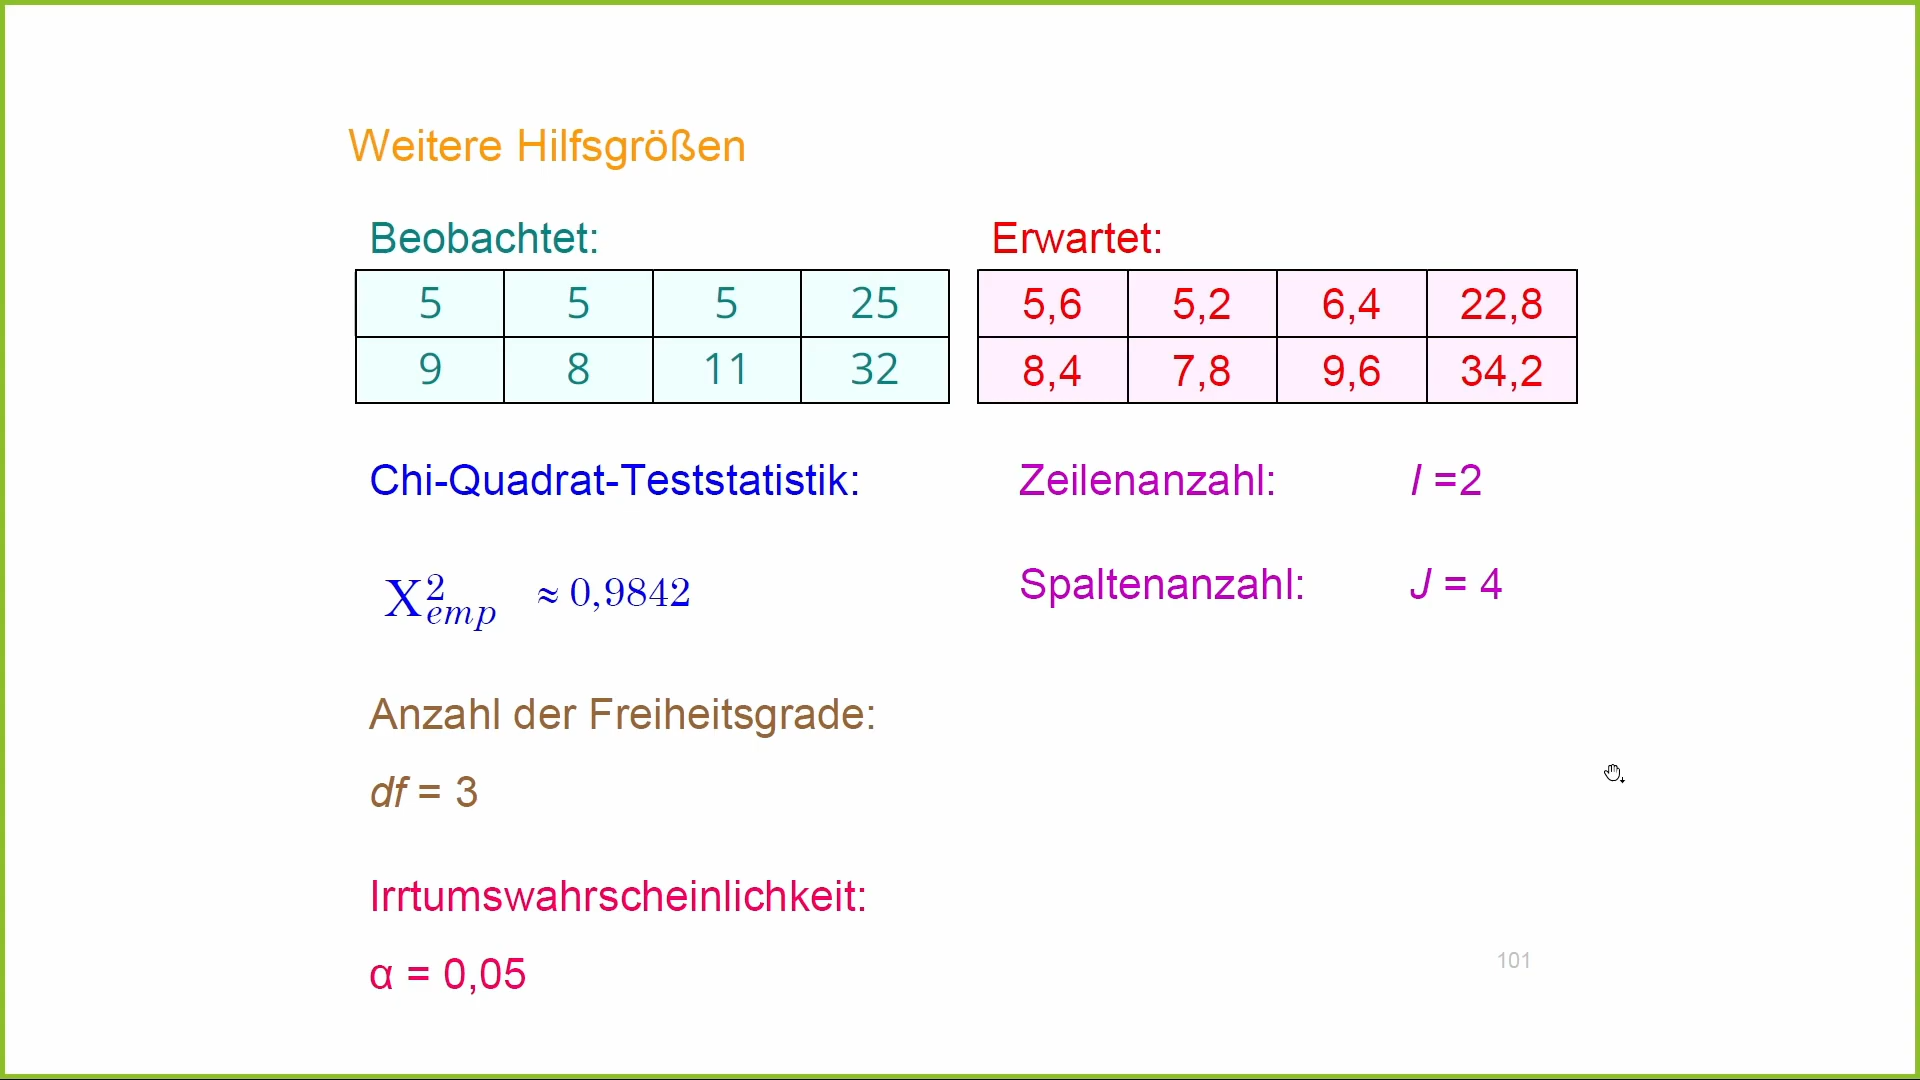 Weitere Hilfsgrößen
Beobachtet: Erwartet:
5 5 5 25 5,6 5,2 6,4 22,8
9 8 11 32 8,4 7,8 9,6 34,2
Chi-Quadrat-Teststatistik: Zeilenanzahl: I =2
X²emp ≈ 0,9842 Spaltenanzahl: J = 4
Anzahl der Freiheitsgrade:
df = 3
Irrtumswahrscheinlichkeit:
α = 0,05
101